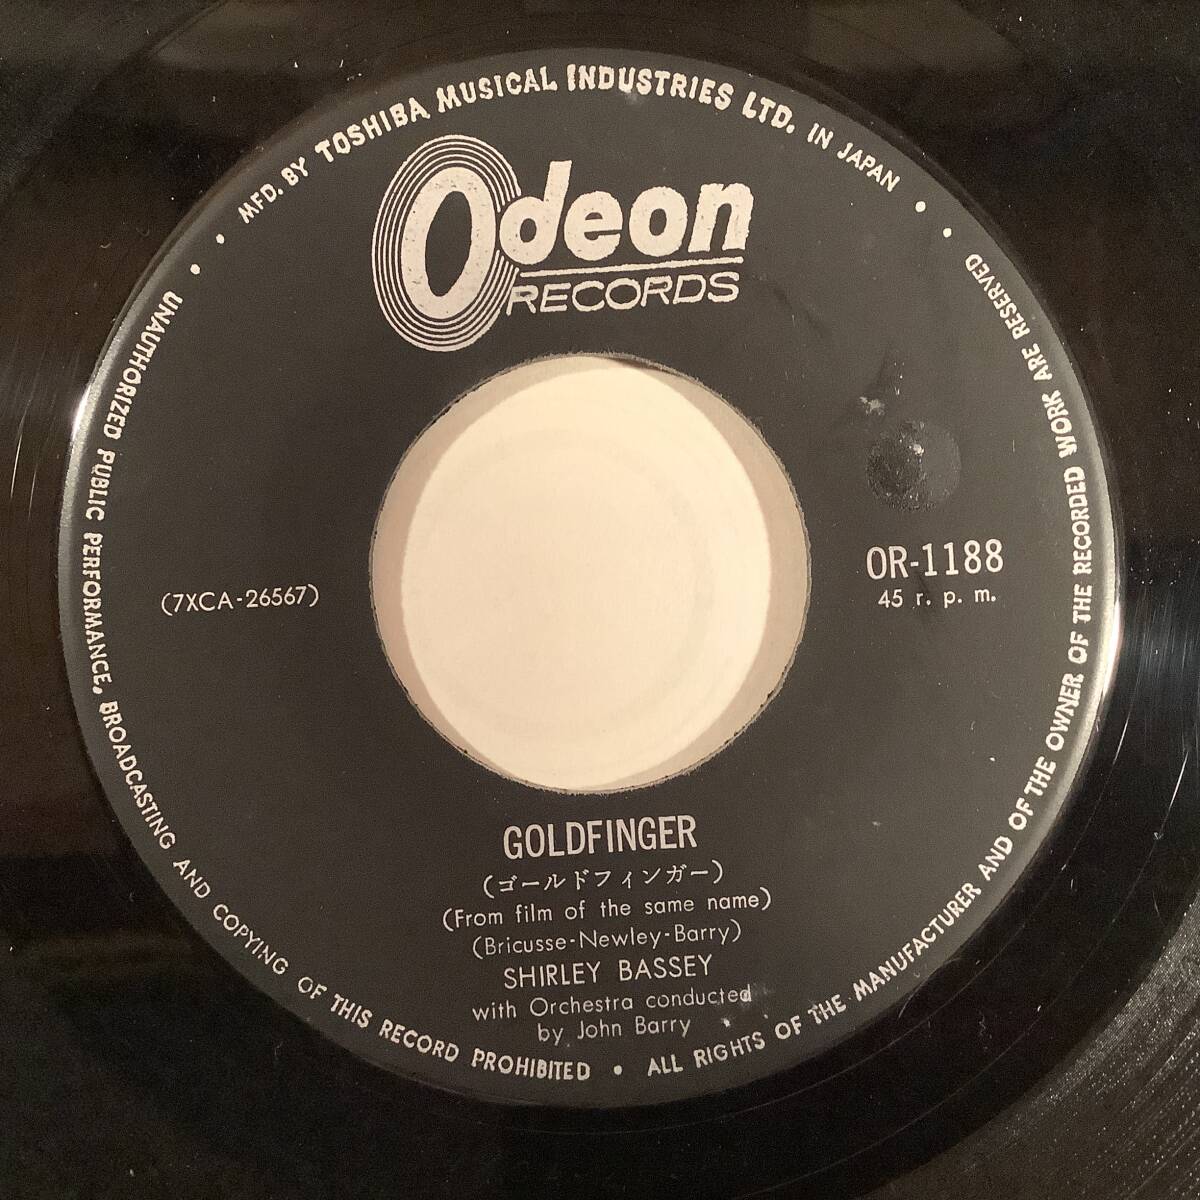 MFD. BY TOSHIBA MUSICAL INDUSTRIES LTD. IN JAPAN
Odeon
RECORDS
(7XCA-26567)
OR-1188
45 r. p. m.
GOLDFINGER
(ゴールドフィンガー)
(From film of the same name)
(Bricusse-Newley-Barry)
SHIRLEY BASSEY
with Orchestra conducted
by John Barry
UNAUTHORIZED PUBLIC PERFORMANCE, BROADCASTING AND COPYING OF THIS RECORD PROHIBITED • ALL RIGHTS OF THE MANUFACTURER AND OF THE OWNER OF THE RECORDED WORK ARE RESERVED